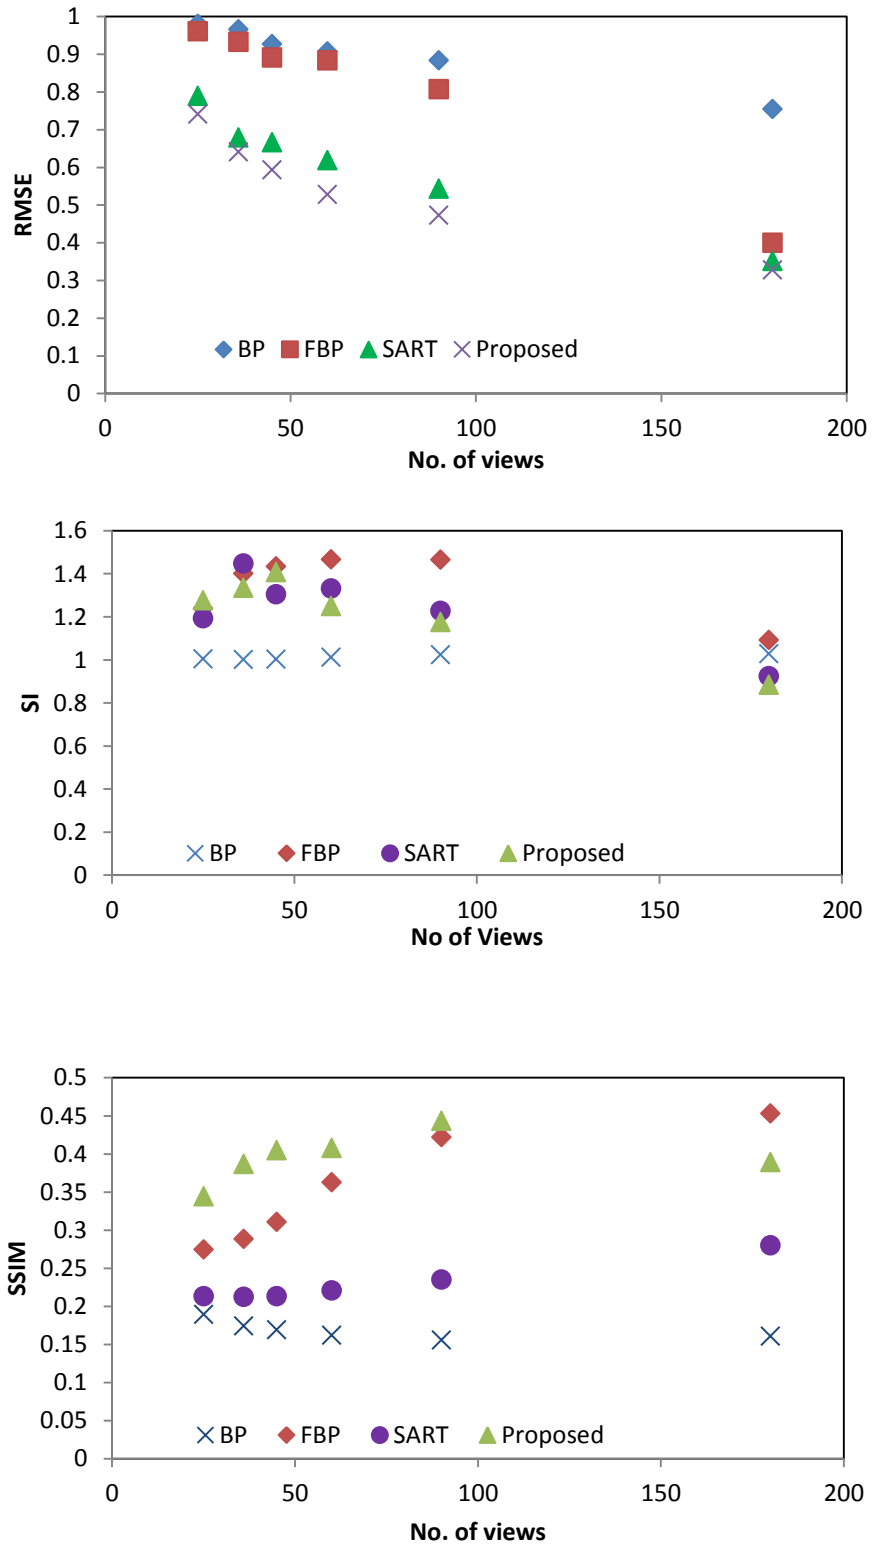 1
0.9
0.8
0.7
0.6
0.5
0.4
0.3
0.2
0.1
0
RMSE
BP FBP SART Proposed
0 50 100 150 200
No. of views
1.6
1.4
1.2
1
0.8
0.6
0.4
0.2
0
SI
BP FBP SART Proposed
0 50 100 150 200
No of Views
0.5
0.45
0.4
0.35
0.3
0.25
0.2
0.15
0.1
0.05
0
SSIM
BP FBP SART Proposed
0 50 100 150 200
No. of views